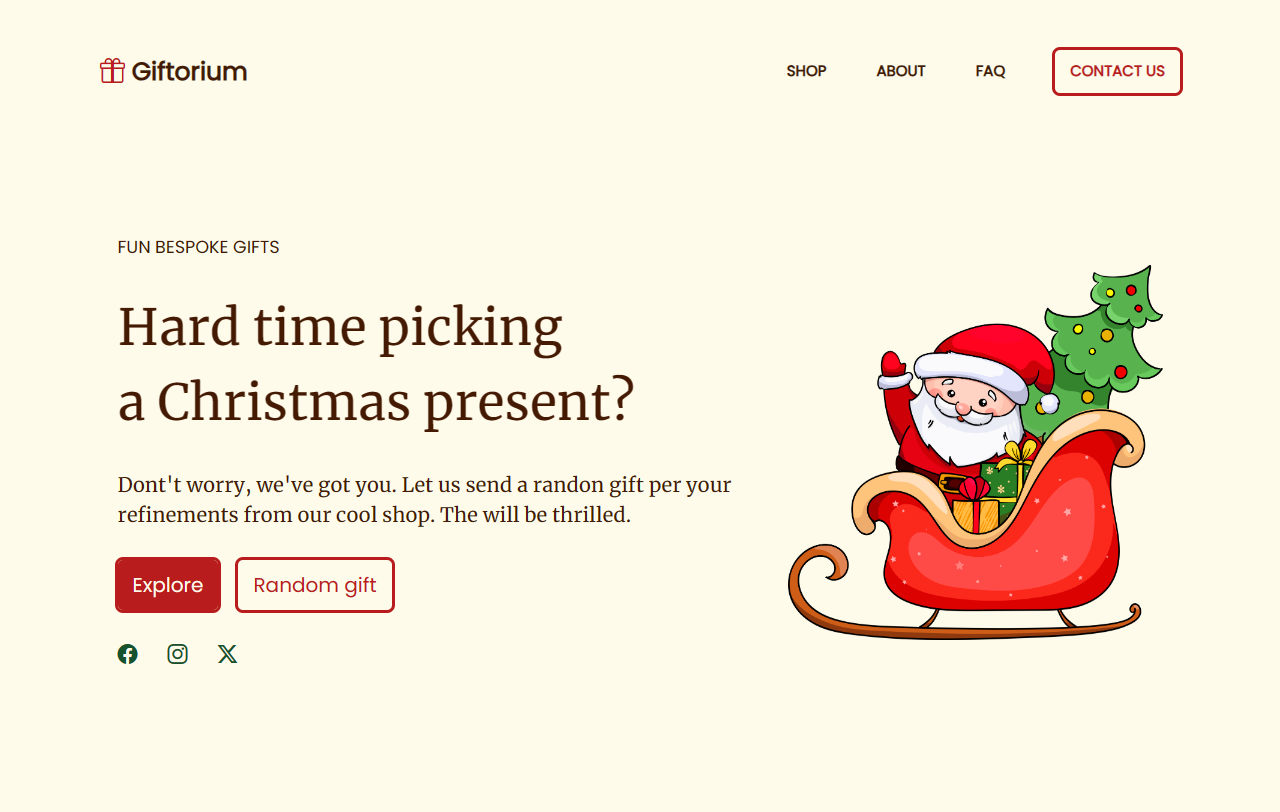 Giftorium
SHOP
ABOUT
FAQ
CONTACT US
FUN BESPOKE GIFTS
Hard time picking
a Christmas present?
Dont't worry, we've got you. Let us send a randon gift per your
refinements from our cool shop. The will be thrilled.
Explore
Random gift